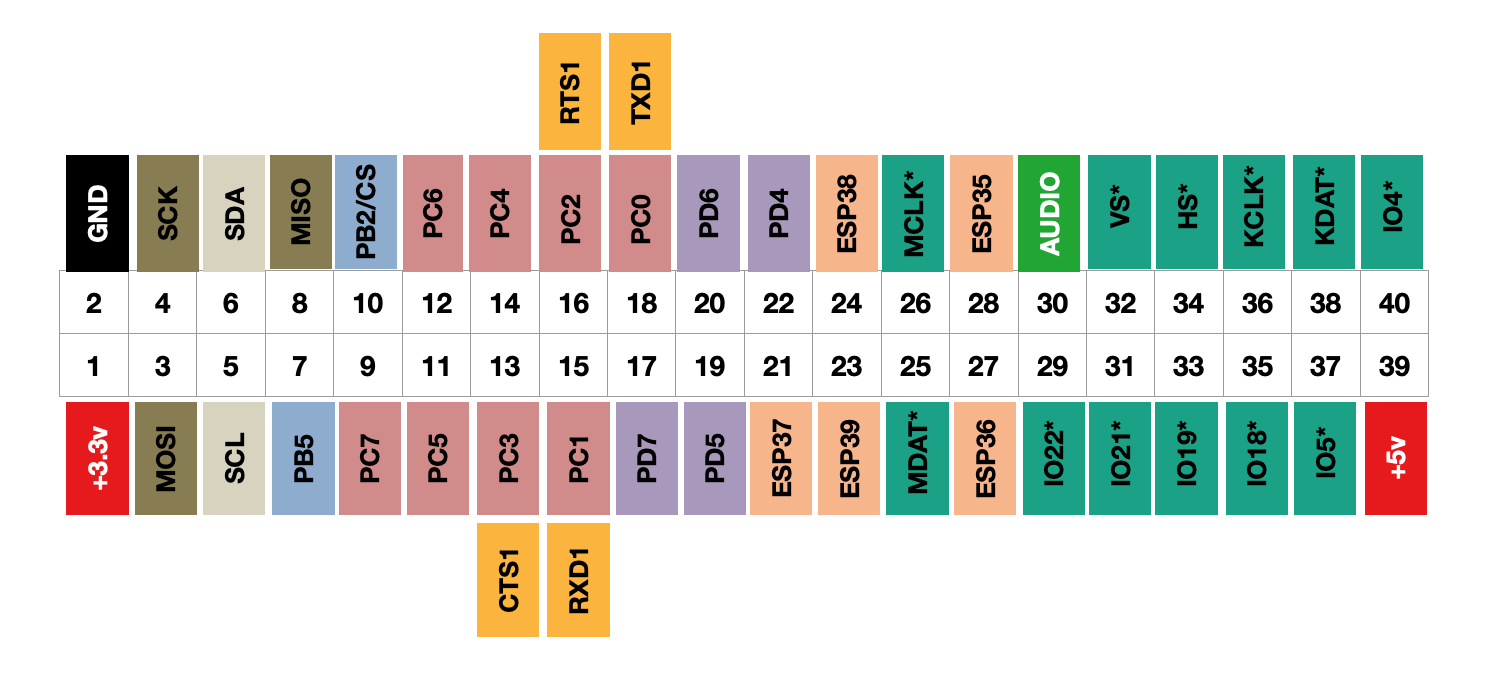 RTS1 TXD1
GND SCK SDA MISO PB2/CS PC6 PC4 PC2 PC0 PD6 PD4 ESP38 MCLK* ESP35 AUDIO VS* HS* KCLK* KDAT* IO4*
2 4 6 8 10 12 14 16 18 20 22 24 26 28 30 32 34 36 38 40
1 3 5 7 9 11 13 15 17 19 21 23 25 27 29 31 33 35 37 39
+3.3v MOSI SCL PB5 PC7 PC5 PC3 PC1 PD7 PD5 ESP37 ESP39 MDAT* ESP36 IO22* IO21* IO19* IO18* IO5* +5v
CTS1 RXD1